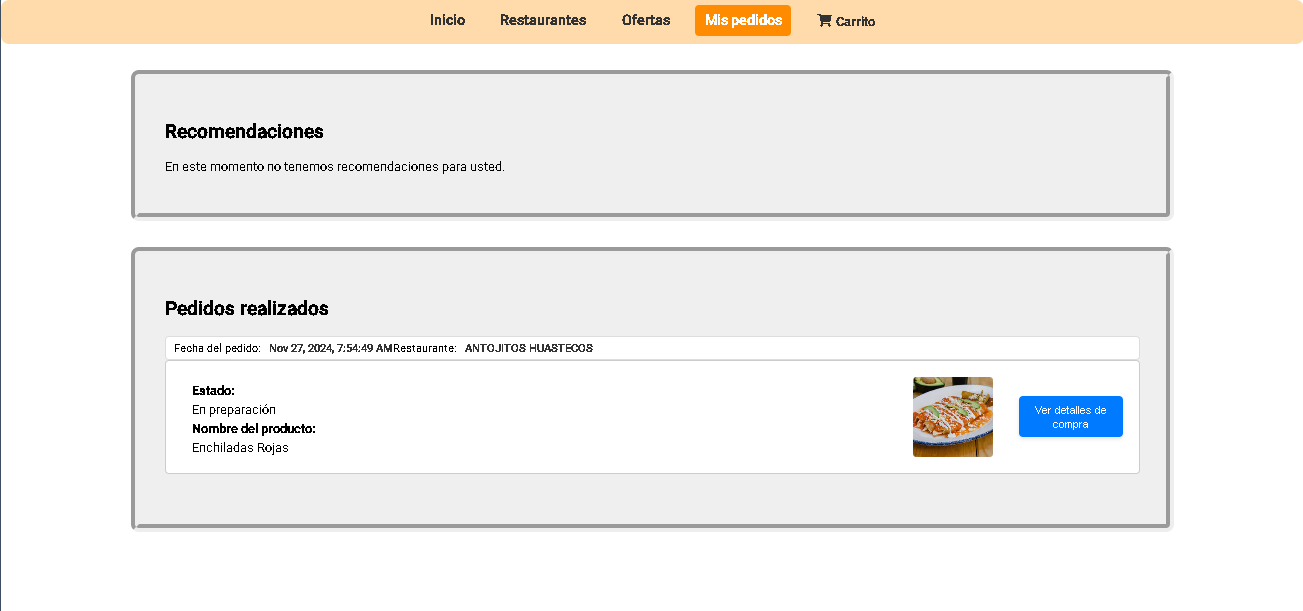 Inicio Restaurantes Ofertas Mis pedidos Carrito
Recomendaciones
En este momento no tenemos recomendaciones para usted.
Pedidos realizados
Fecha del pedido: Nov 27, 2024, 7:54:49 AMRestaurante: ANTOJITOS HUASTECOS
Estado:
En preparación
Nombre del producto:
Enchiladas Rojas
Ver detalles de
compra